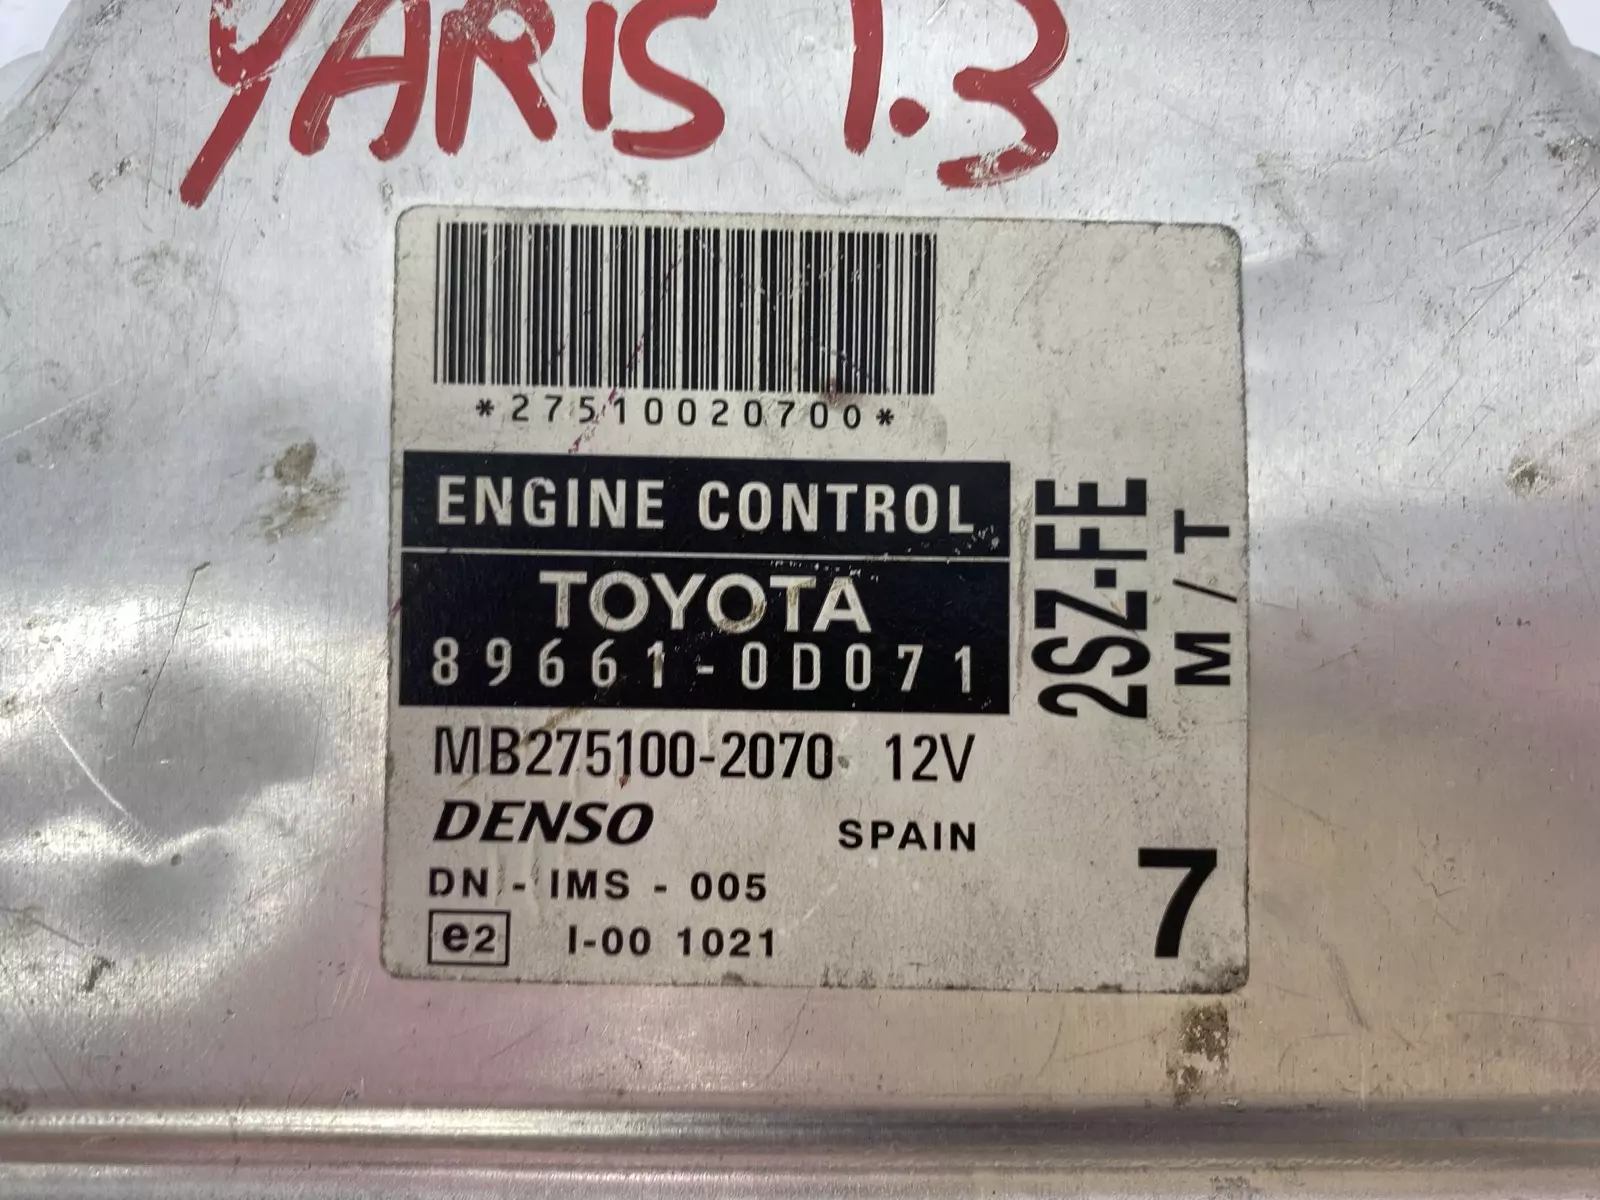 YARIS 1.3
*27510020700*
ENGINE CONTROL
TOYOTA
89661-0D071
MB275100-2070 12V
DENSO SPAIN
DN - IMS - 005
e2 I-00 1021
2SZ-FE
M/T
7